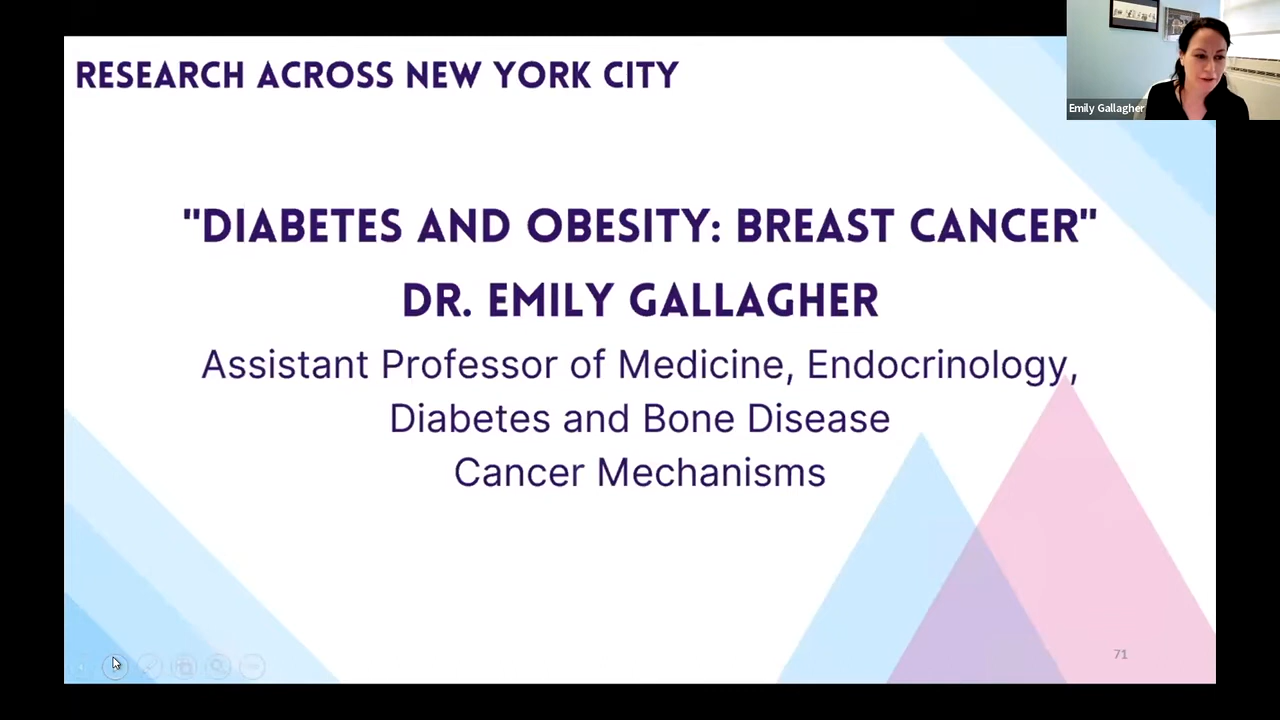 RESEARCH ACROSS NEW YORK CITY
Emily Gallagher
"DIABETES AND OBESITY: BREAST CANCER"
DR. EMILY GALLAGHER
Assistant Professor of Medicine, Endocrinology,
Diabetes and Bone Disease
Cancer Mechanisms
71